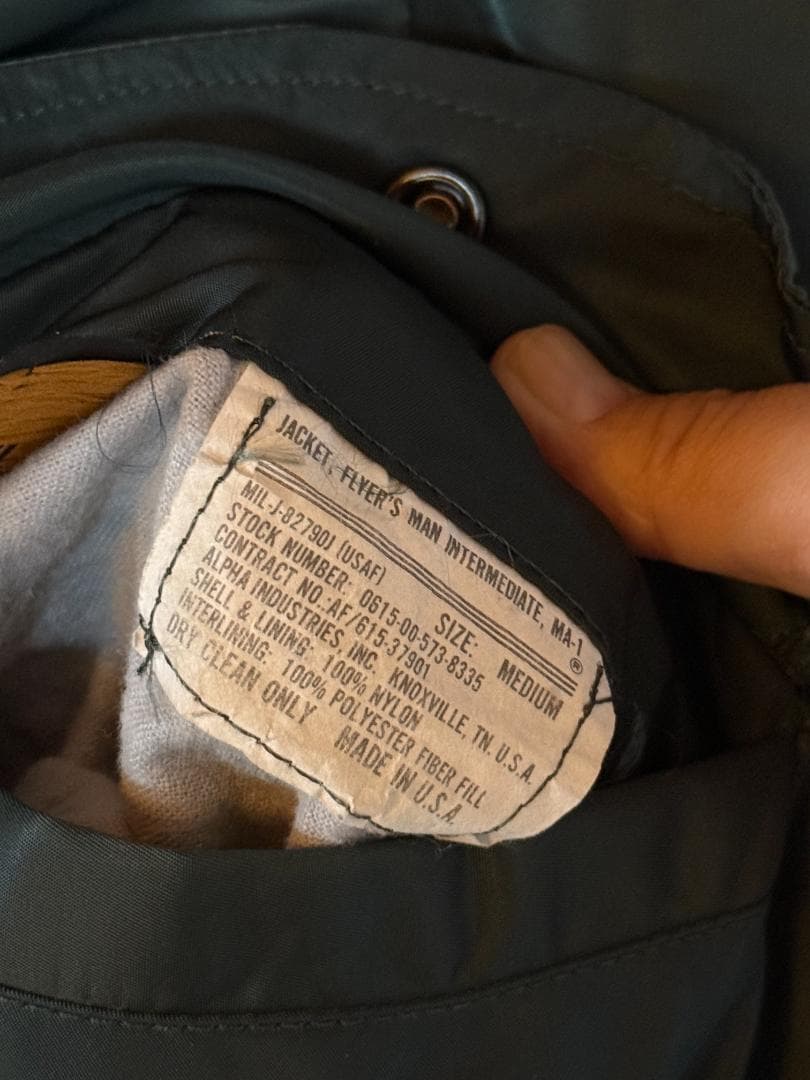 JACKET, FLYER'S MAN INTERMEDIATE, MA-1
®
MIL-J-82790J (USAF) SIZE: MEDIUM
STOCK NUMBER. 0615-00-573-8335
CONTRACT NO..AF/615-37901
ALPHA INDUSTRIES, INC. KNOXVILLE, TN. U.S.A.
SHELL & LINING: 100% NYLON
INTERLINING: 100% POLYESTER FIBER FILL
DRY CLEAN ONLY MADE IN U.S.A.